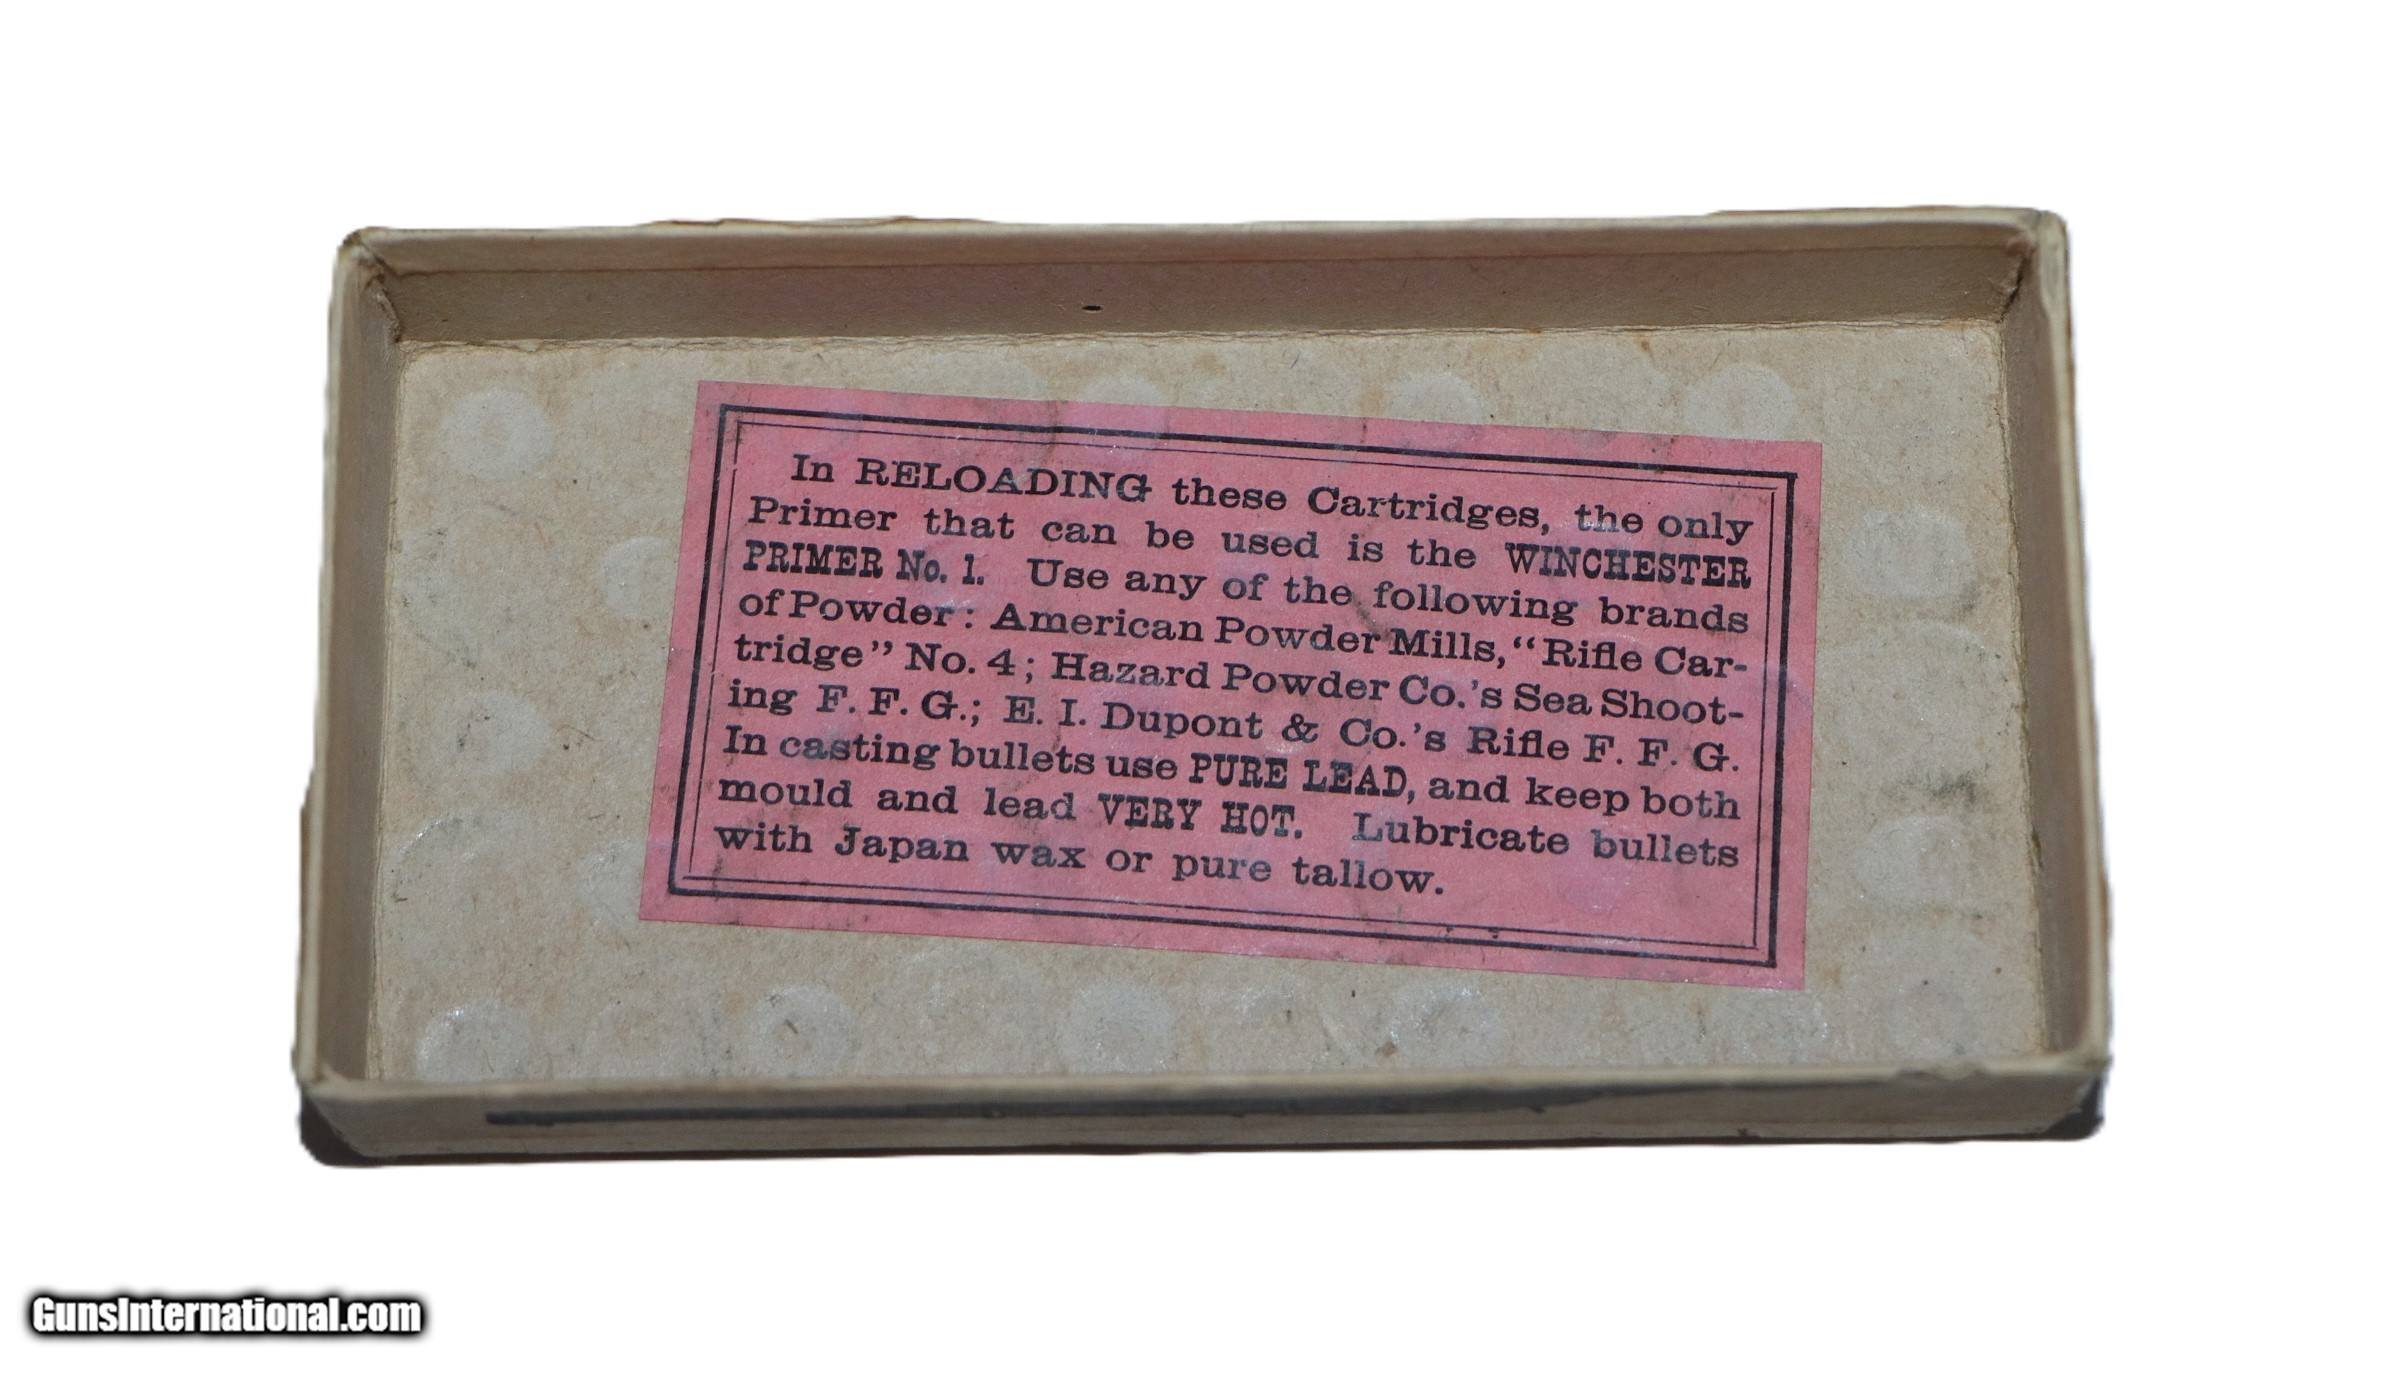 In RELOADING these Cartridges, the only
Primer that can be used is the WINCHESTER
PRIMER No. 1. Use any of the following brands
of Powder: American Powder Mills, "Rifle Car-
tridge" No. 4; Hazard Powder Co.'s Sea Shoot-
ing F. F. G.; E. I. Dupont & Co.'s Rifle F. F. G.
In casting bullets use PURE LEAD, and keep both
mould and lead VERY HOT. Lubricate bullets
with Japan wax or pure tallow.
GunsInternational.com